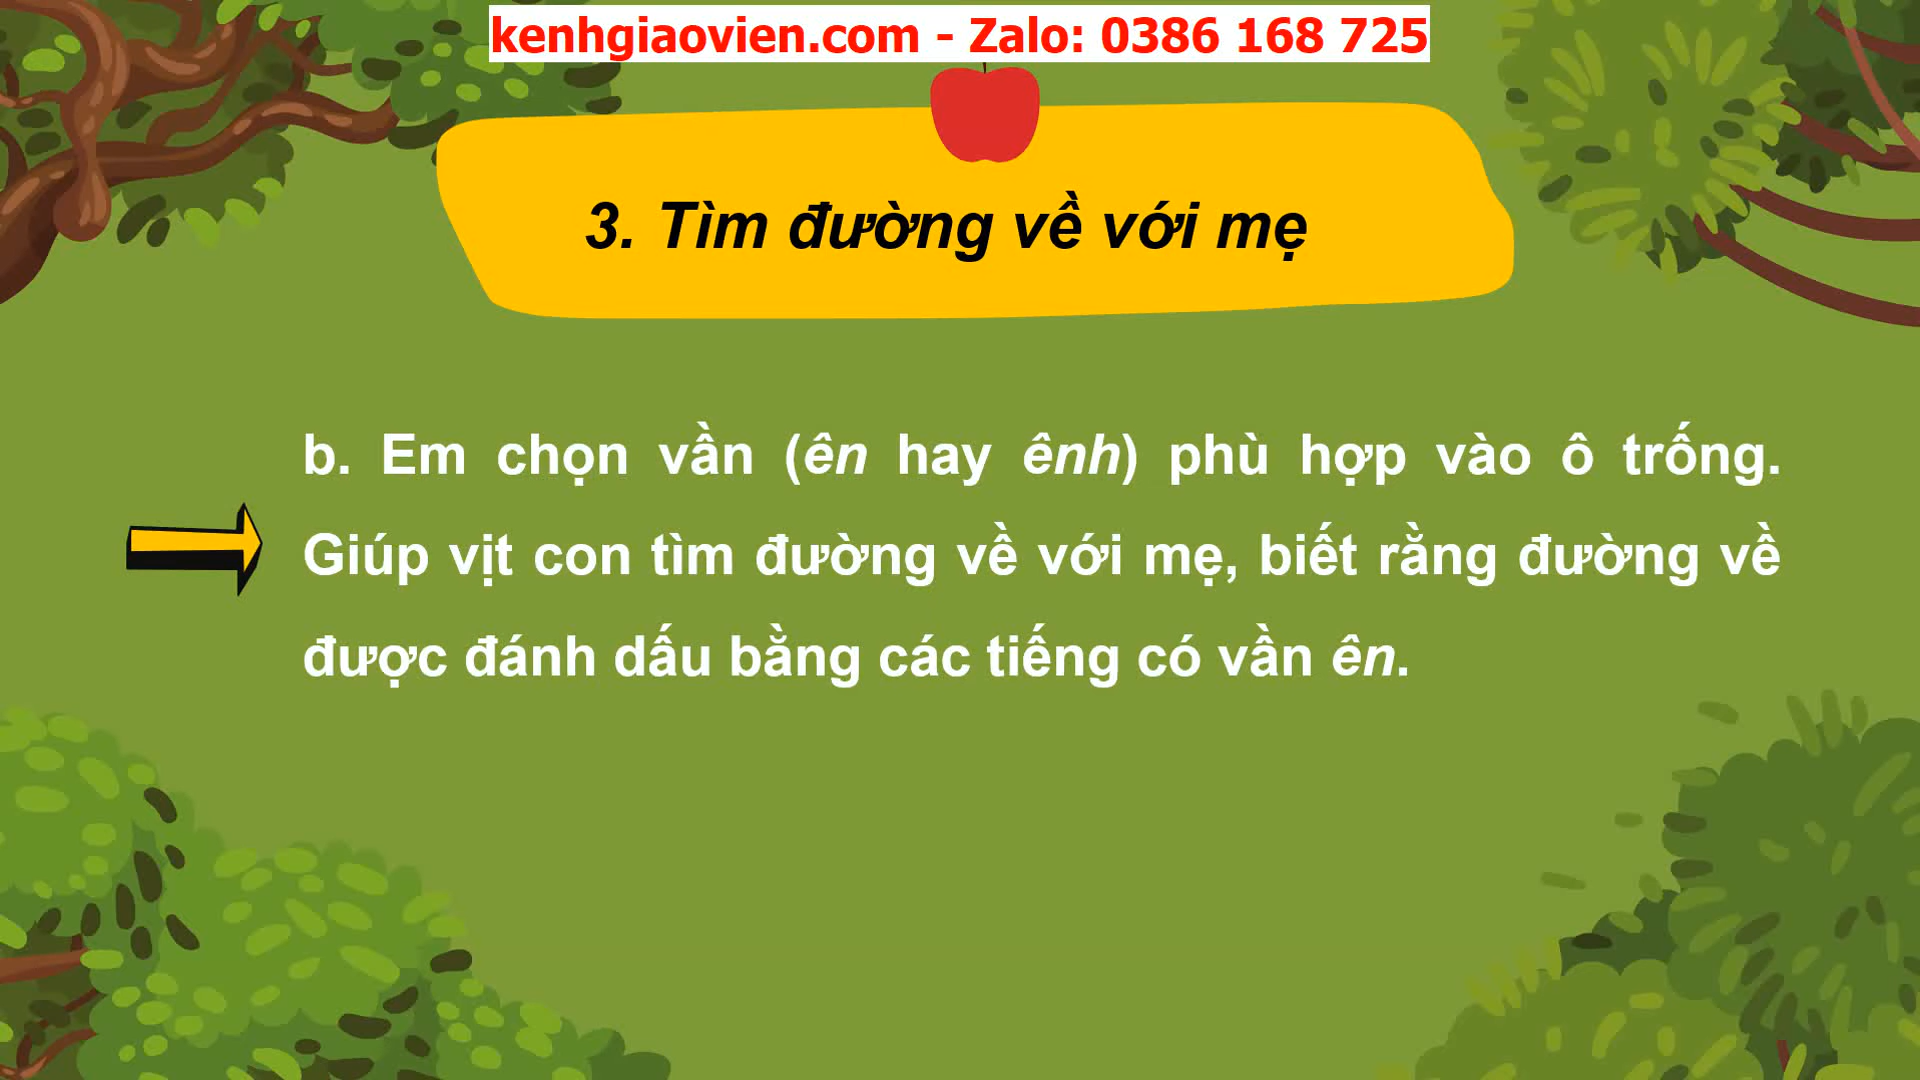 kenhgiaovien.com - Zalo: 0386 168 725
3. Tìm đường về với mẹ
b. Em chọn vần (ên hay ênh) phù hợp vào ô trống.
Giúp vịt con tìm đường về với mẹ, biết rằng đường về
được đánh dấu bằng các tiếng có vần ên.